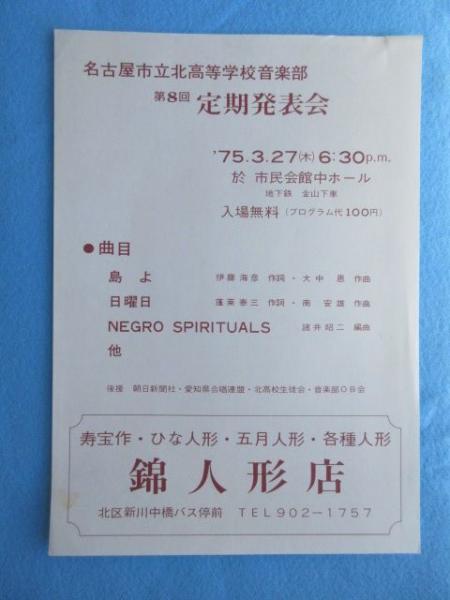 名古屋市立北高等学校音楽部
第8回 定期発表会
'75.3.27(木) 6:30p.m.
於 市民会館中ホール
地下鉄 金山下車
入場無料 (プログラム代100円)
●曲目
島よ 伊藤海彦 作詞・大中恩 作曲
日曜日 蓬莱泰三 作詞・南安雄 作曲
NEGRO SPIRITUALS 諸井昭二 編曲
他
後援 朝日新聞社・愛知県合唱連盟・北高校生徒会・音楽部OB会
寿宝作・ひな人形・五月人形・各種人形
錦人形店
北区新川中橋バス停前 TEL902-1757